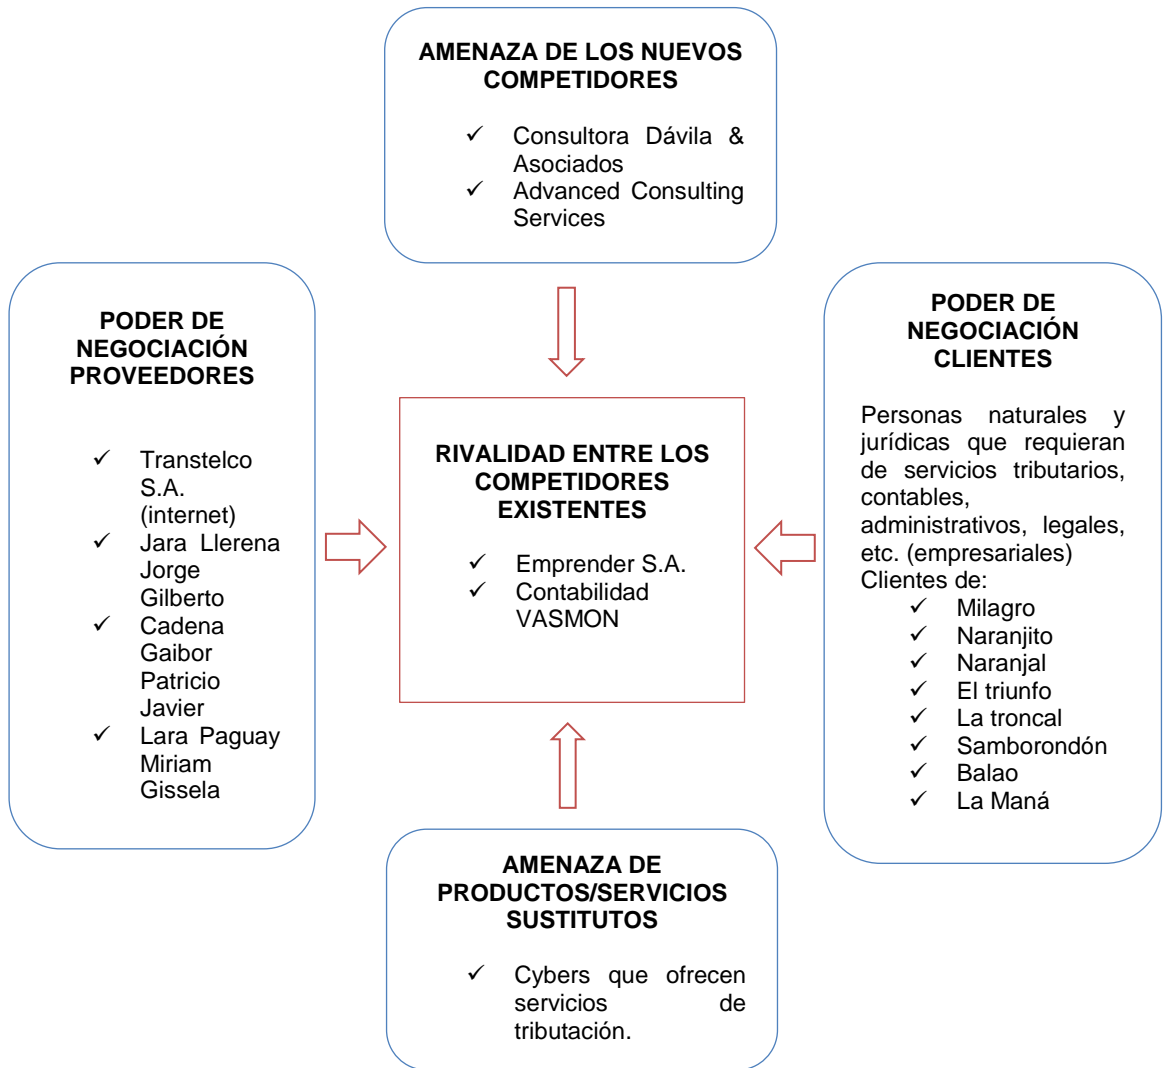 AMENAZA DE LOS NUEVOS
COMPETIDORES
✓ Consultora Dávila &
Asociados
✓ Advanced Consulting
Services
PODER DE
NEGOCIACIÓN
PROVEEDORES
✓ Transtelco
S.A.
(internet)
✓ Jara Llerena
Jorge
Gilberto
✓ Cadena
Gaibor
Patricio
Javier
✓ Lara Paguay
Miriam
Gissela
RIVALIDAD ENTRE LOS
COMPETIDORES
EXISTENTES
✓ Emprender S.A.
✓ Contabilidad
VASMON
PODER DE
NEGOCIACIÓN
CLIENTES
Personas naturales y
jurídicas que requieran
de servicios tributarios,
contables,
administrativos, legales,
etc. (empresariales)
Clientes de:
✓ Milagro
✓ Naranjito
✓ Naranjal
✓ El triunfo
✓ La troncal
✓ Samborondón
✓ Balao
✓ La Maná
AMENAZA DE
PRODUCTOS/SERVICIOS
SUSTITUTOS
✓ Cybers que ofrecen
servicios de
tributación.